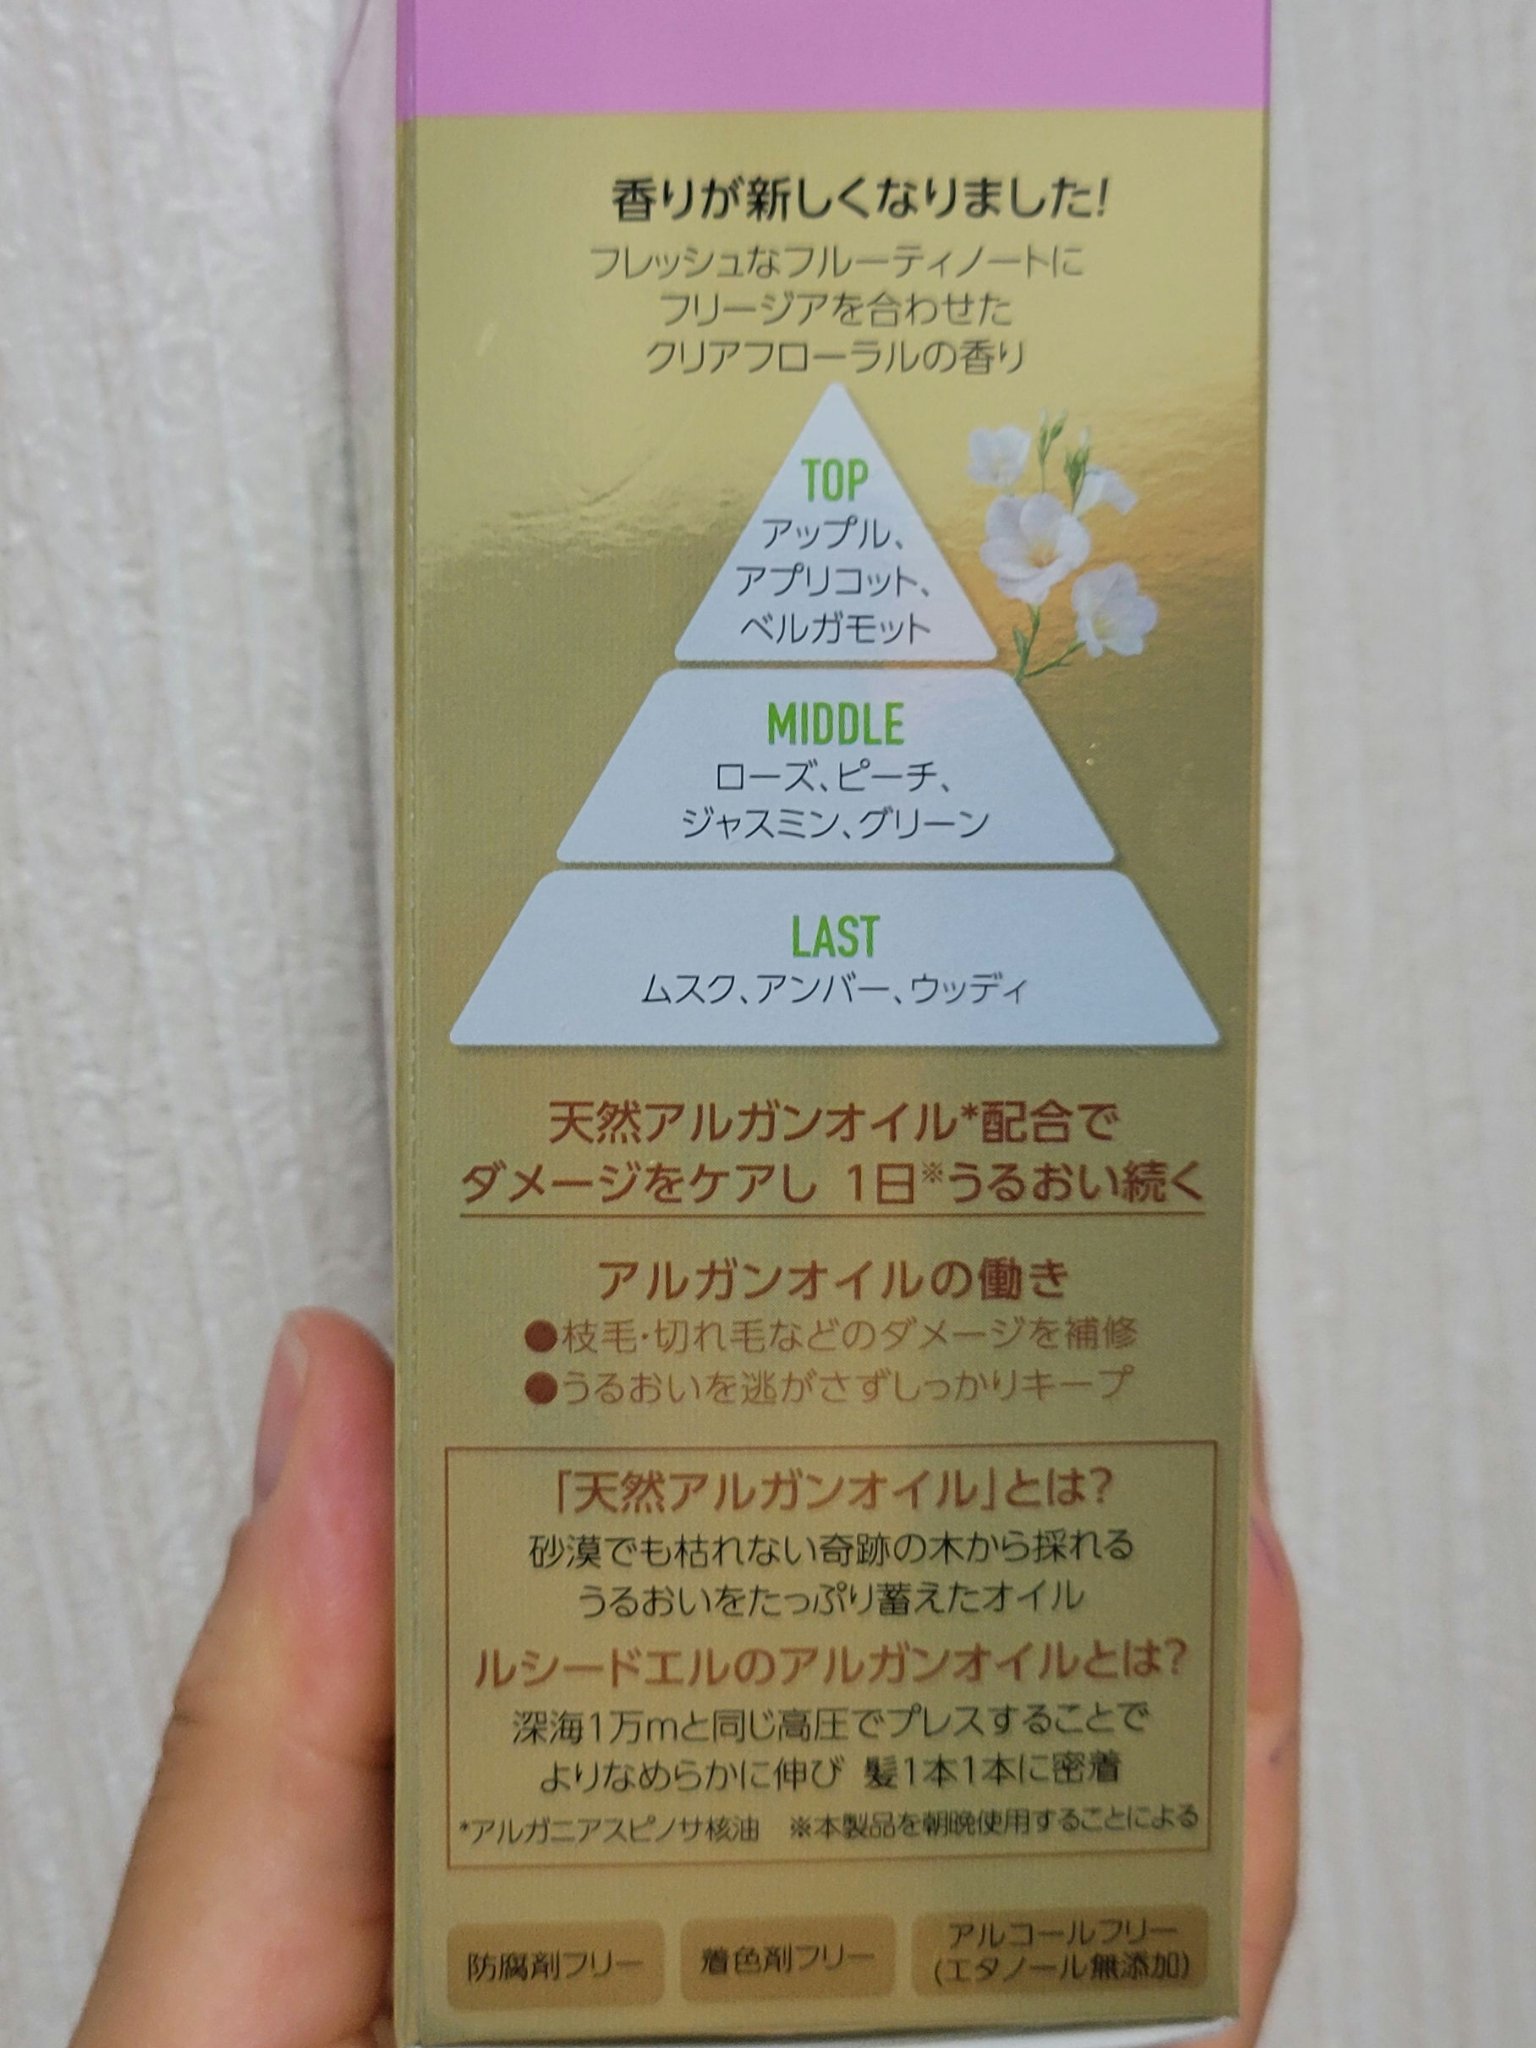 香りが新しくなりました!
フレッシュなフルーティノートに
フリージアを合わせた
クリアフローラルの香り
TOP
アップル、
アプリコット、
ベルガモット
MIDDLE
ローズ、ピーチ、
ジャスミン、グリーン
LAST
ムスク、アンバー、ウッディ
天然アルガンオイル*配合で
ダメージをケアし 1日※うるおい続く
アルガンオイルの働き
●枝毛・切れ毛などのダメージを補修
●うるおいを逃がさずしっかりキープ
「天然アルガンオイル」とは?
砂漠でも枯れない奇跡の木から採れる
うるおいをたっぷり蓄えたオイル
ルシードエルのアルガンオイルとは?
深海1万mと同じ高圧でプレスすることで
よりなめらかに伸び 髪1本1本に密着
*アルガニアスピノサ核油 ※本製品を朝晩使用することによる
防腐剤フリー
着色剤フリー
アルコールフリー
(エタノール無添加)